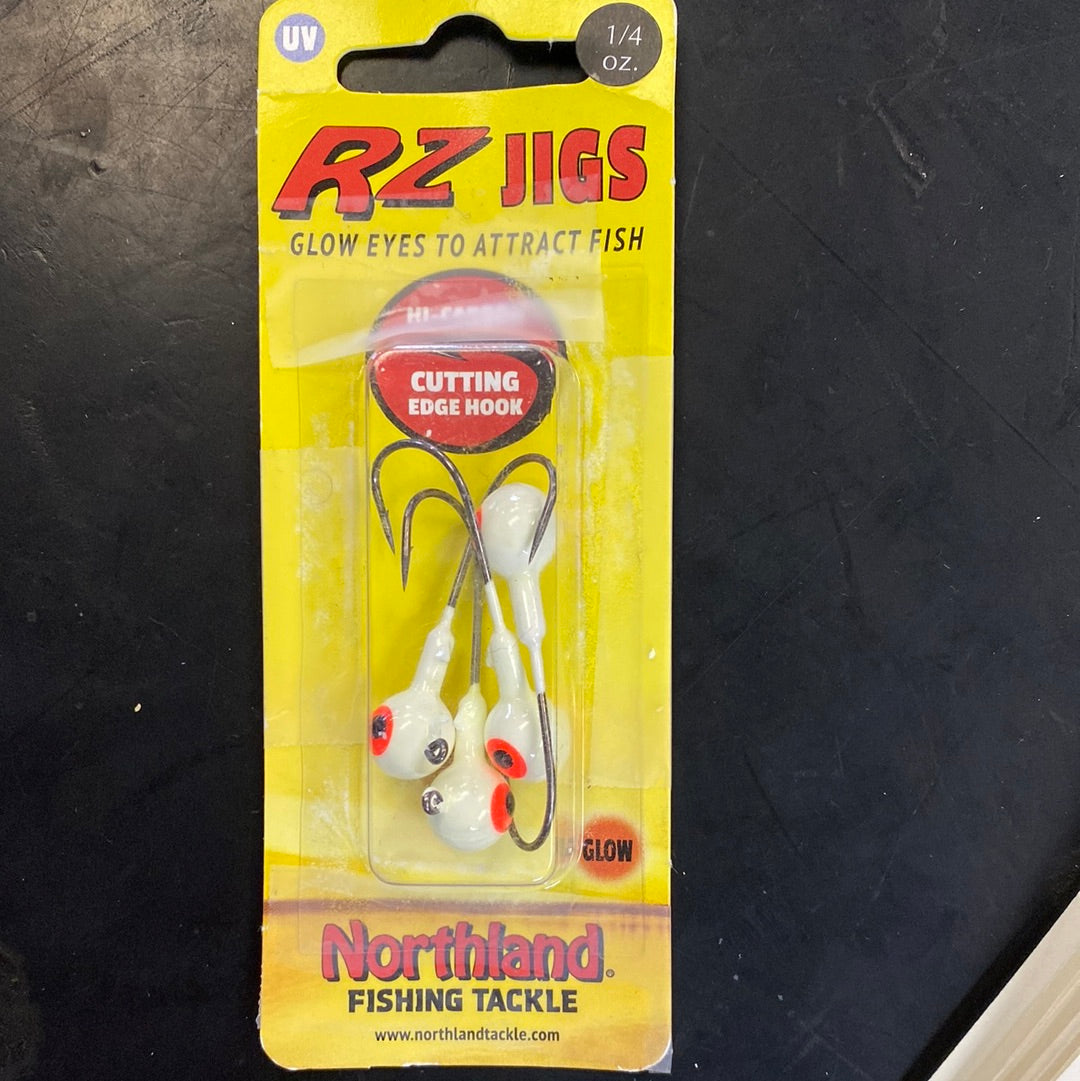 UV
1/4
OZ.
RZ JIGS
GLOW EYES TO ATTRACT FISH
CUTTING
EDGE HOOK
GLOW
Northland
FISHING TACKLE
www.northlandtackle.com